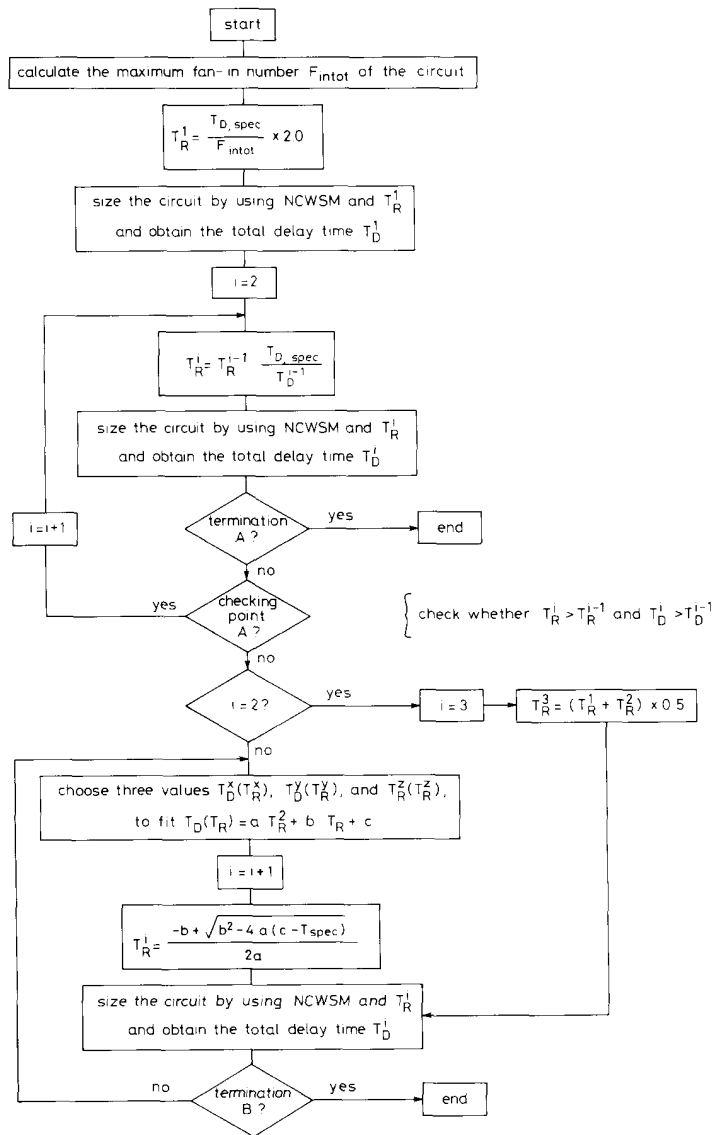 start
calculate the maximum fan-in number F_intot of the circuit
T_R^1 = T_D, spec / F_intot × 2.0
size the circuit by using NCWSM and T_R^1
and obtain the total delay time T_D^1
i=2
T_R^i = T_R^i-1 T_D, spec / T_D^i-1
size the circuit by using NCWSM and T_R^i
and obtain the total delay time T_D^i
termination
A?
yes
end
i=i+1
no
yes
checking
point
A?
{ check whether T_R^i > T_R^i-1 and T_D^i > T_D^i-1
no
i=2?
yes
i=3
T_R^3 = (T_R^1 + T_R^2) × 0.5
no
choose three values T_D^x(T_R^x), T_D^y(T_R^y), and T_R^z(T_R^z),
to fit T_D(T_R) = a T_R^2 + b T_R + c
i=i+1
T_R^i = (-b + √(b^2 - 4 a (c - T_spec))) / 2a
size the circuit by using NCWSM and T_R^i
and obtain the total delay time T_D^i
no
termination
B?
yes
end